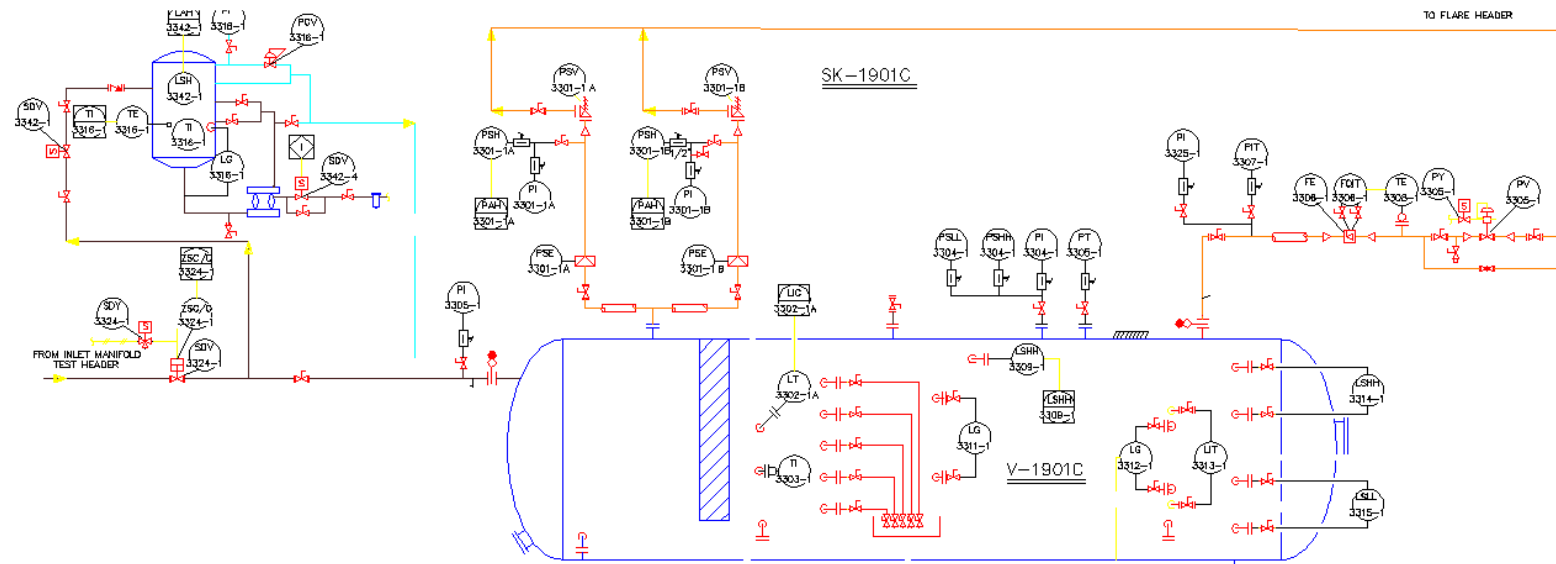 TO FLARE HEADER
SK-1901C
LAH
3342-1
PI
3316-1
PCV
3316-1
LSH
3342-1
SDV
3342-1
TI
3316-1
TE
3316-1
TI
3316-1
LG
3316-1
I
SDV
3342-4
S
S
PSV
3301-1A
PSV
3301-1B
PSH
3301-1A
PSH
3301-1B
1/2"
PI
3301-1A
PI
3301-1B
PAH
3301-1A
PAH
3301-1B
PSE
3301-1A
PSE
3301-1B
ZSC/O
3324-1
ZSC/O
3324-1
SDY
3324-1
S
SDV
3324-1
FROM INLET MANIFOLD
TEST HEADER
PI
3305-1
PI
3325-1
PIT
3307-1
FE
3306-1
FQIT
3306-1
TE
3308-1
PY
3305-1
S
PV
3305-1
PSLL
3304-1
PSHH
3304-1
PI
3304-1
PT
3305-1
LIC
3302-1A
LT
3302-1A
TI
3303-1
LSHH
3309-1
LSHH
3309-1
LG
3311-1
V-1901C
LG
3312-1
LIT
3313-1
LSHH
3314-1
3315-1